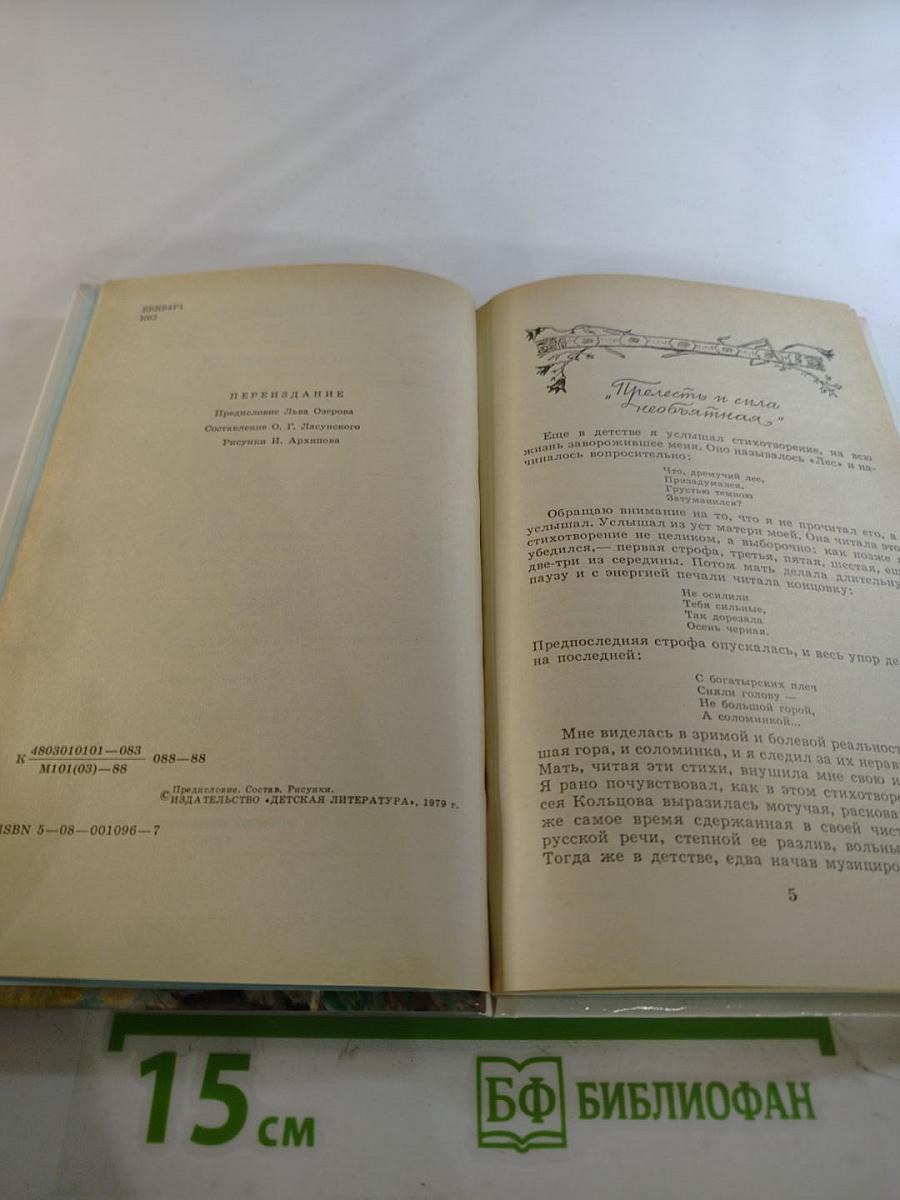 ББК84Р1
К62
ПЕРЕИЗДАНИЕ
Предисловие Льва Озерова
Составление О. Г. Ласунского
Рисунки И. Архипова
К 4803010101—083 088—88
М101(03)—88
Предисловие. Состав. Рисунки.
© ИЗДАТЕЛЬСТВО «ДЕТСКАЯ ЛИТЕРАТУРА», 1979 г.
ISBN 5—08—001096—7
„Прелесть и сила
необъятная„
Еще в детстве я услышал стихотворение, на всю
жизнь заворожившее меня. Оно называлось «Лес» и на-
чиналось вопросительно:
Что, дремучий лес,
Призадумался,
Грустью темною
Затуманился?
Обращаю внимание на то, что я не прочитал его, а
услышал. Услышал из уст матери моей. Она читала это
стихотворение не целиком, а выборочно: как позже я
убедился,— первая строфа, третья, пятая, шестая, ещ
две-три из середины. Потом мать делала длительну
паузу и с энергией печали читала концовку:
Не осилили
Тебя сильные,
Так дорезала
Осень черная.
Предпоследняя строфа опускалась, и весь упор де
на последней:
С богатырских плеч
Сняли голову —
Не большой горой,
А соломинкой...
Мне виделась в зримой и болевой реальност
шая гора, и соломинка, и я следил за их нерав
Мать, читая эти стихи, внушила мне свою и
Я рано почувствовал, как в этом стихотворе
сея Кольцова выразилась могучая, раскова
же самое время сдержанная в своей чист
русской речи, степной ее разлив, вольны
Тогда же в детстве, едва начав музициро
5
15 см
БФ БИБЛИОФАН